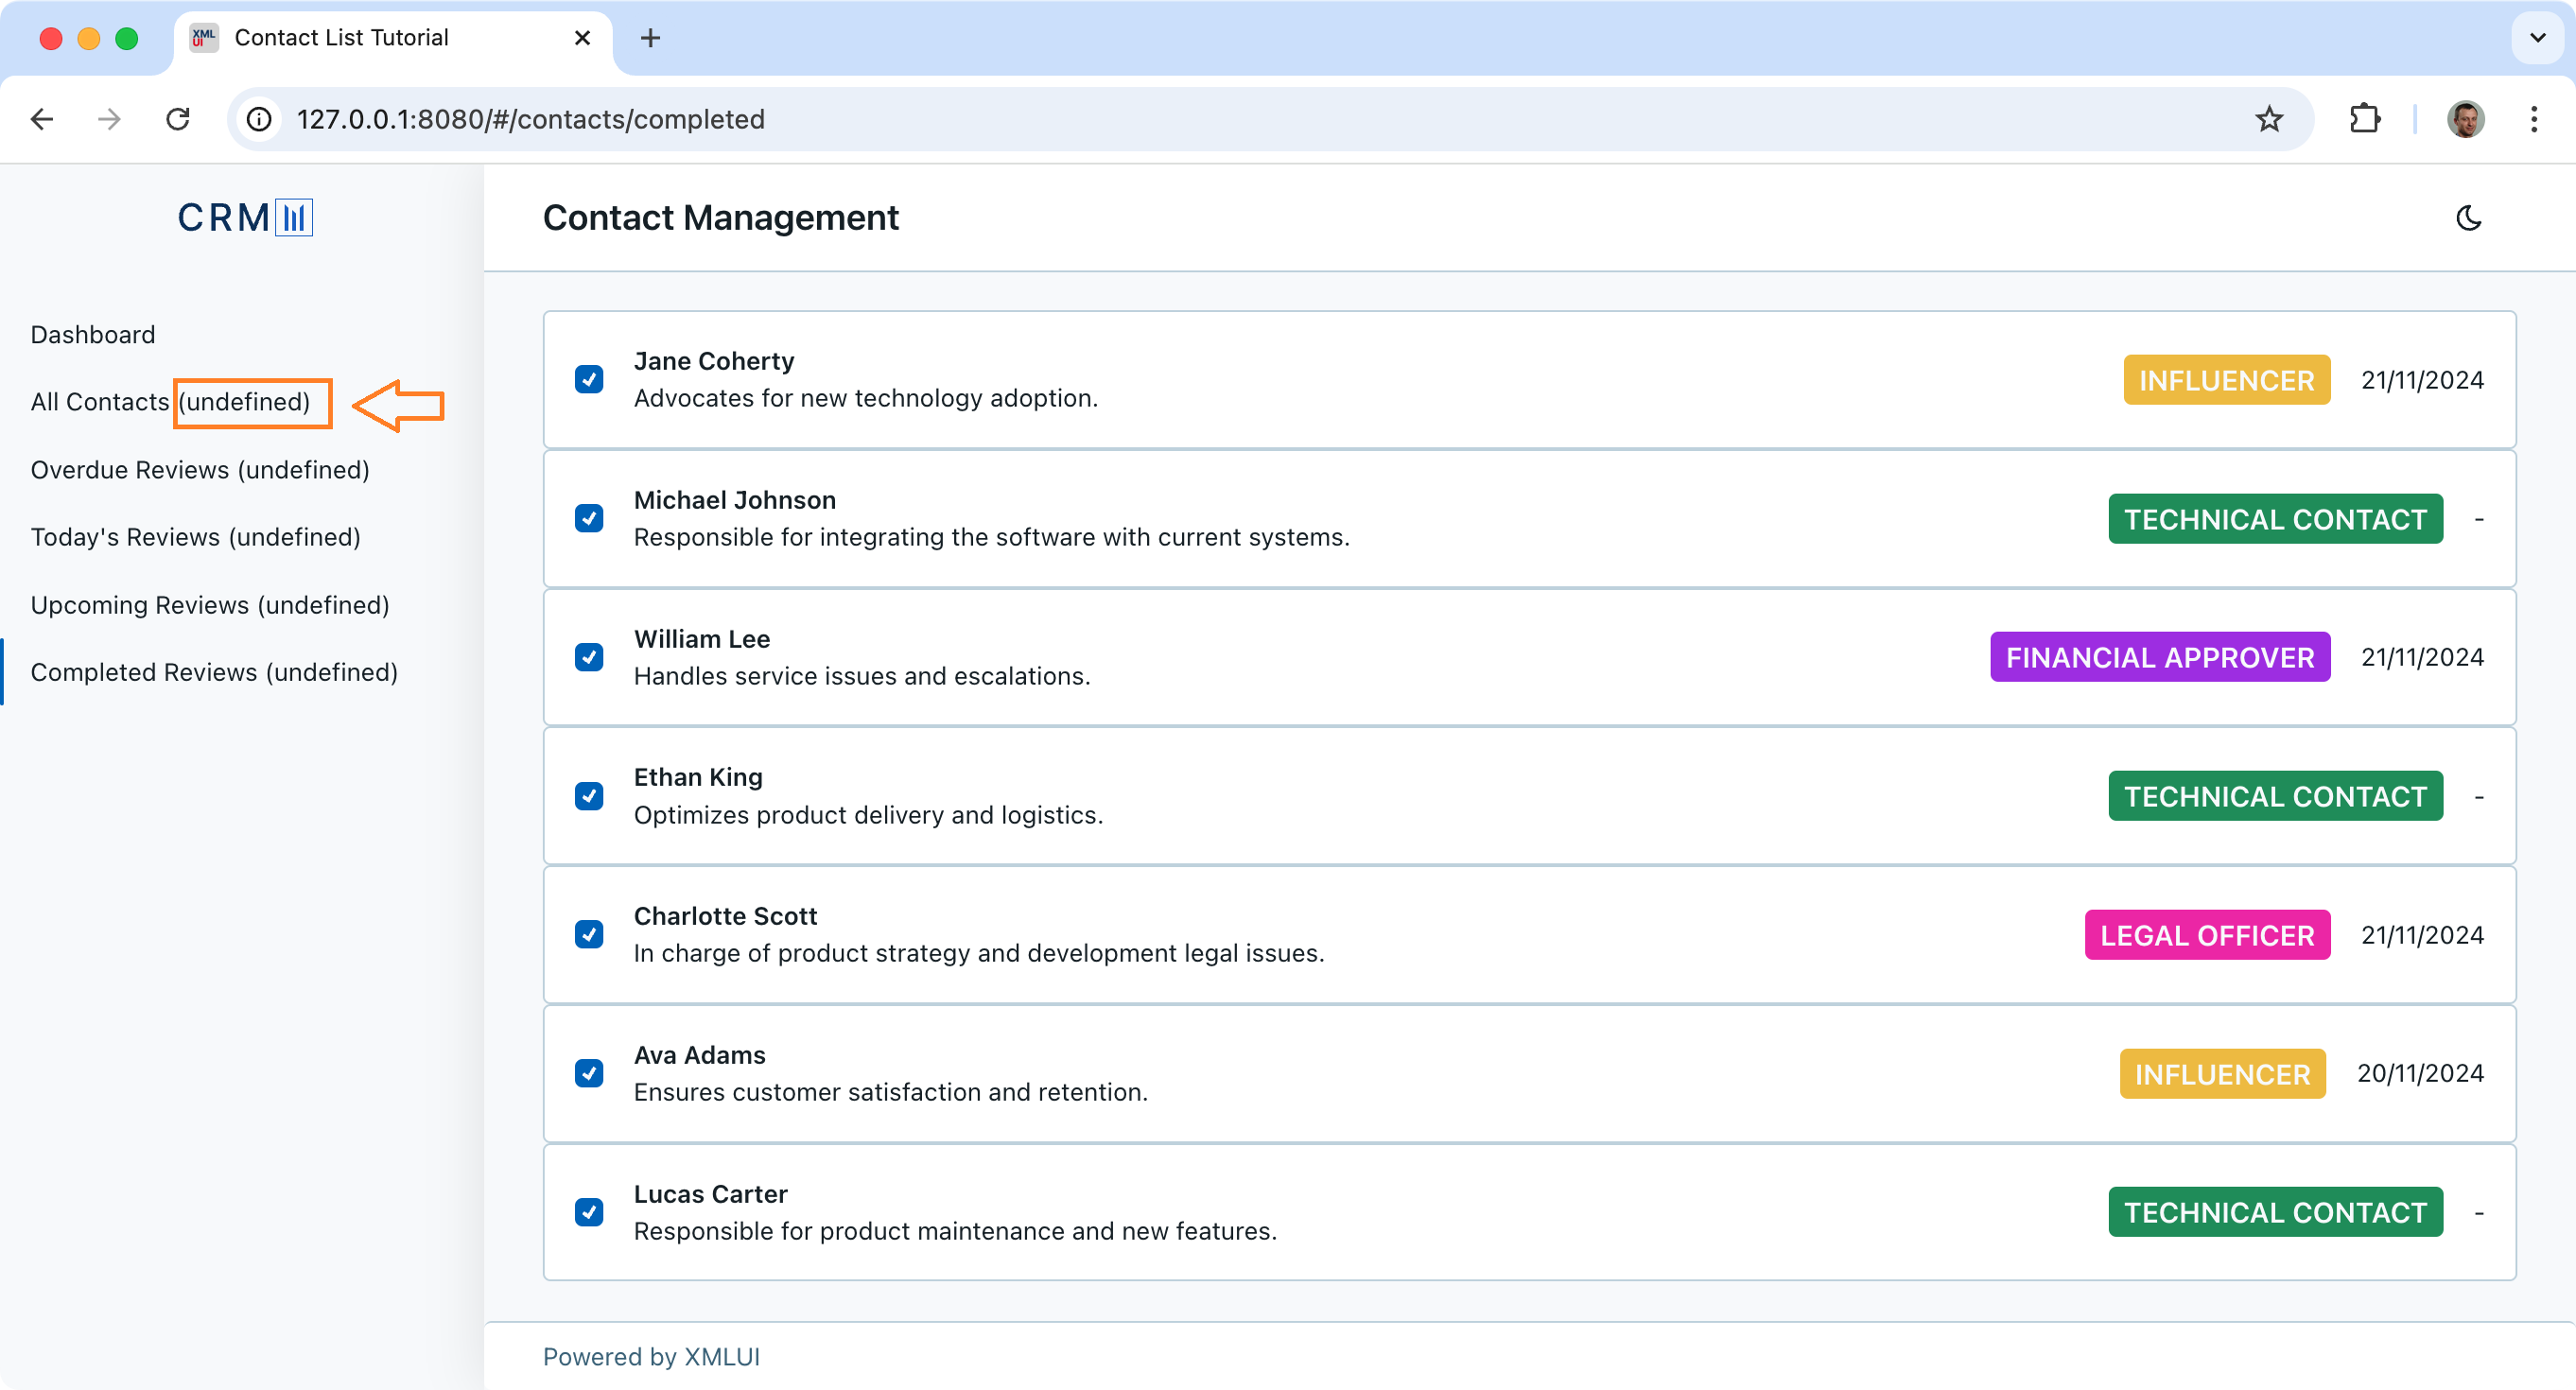 XML
UI
Contact List Tutorial
127.0.0.1:8080/#/contacts/completed
CRM
Contact Management
Dashboard
All Contacts (undefined)
Overdue Reviews (undefined)
Today's Reviews (undefined)
Upcoming Reviews (undefined)
Completed Reviews (undefined)
Jane Coherty
Advocates for new technology adoption.
INFLUENCER 21/11/2024
Michael Johnson
Responsible for integrating the software with current systems.
TECHNICAL CONTACT -
William Lee
Handles service issues and escalations.
FINANCIAL APPROVER 21/11/2024
Ethan King
Optimizes product delivery and logistics.
TECHNICAL CONTACT -
Charlotte Scott
In charge of product strategy and development legal issues.
LEGAL OFFICER 21/11/2024
Ava Adams
Ensures customer satisfaction and retention.
INFLUENCER 20/11/2024
Lucas Carter
Responsible for product maintenance and new features.
TECHNICAL CONTACT -
Powered by XMLUI